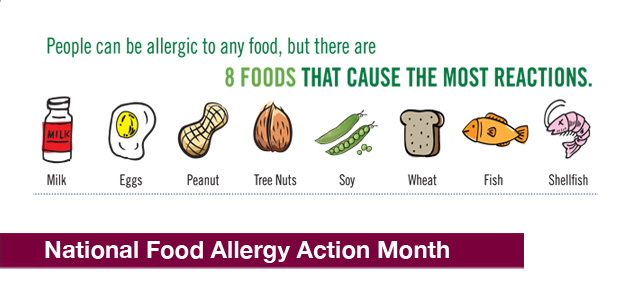 People can be allergic to any food, but there are
8 FOODS THAT CAUSE THE MOST REACTIONS.
MILK
Milk Eggs Peanut Tree Nuts Soy Wheat Fish Shellfish
National Food Allergy Action Month